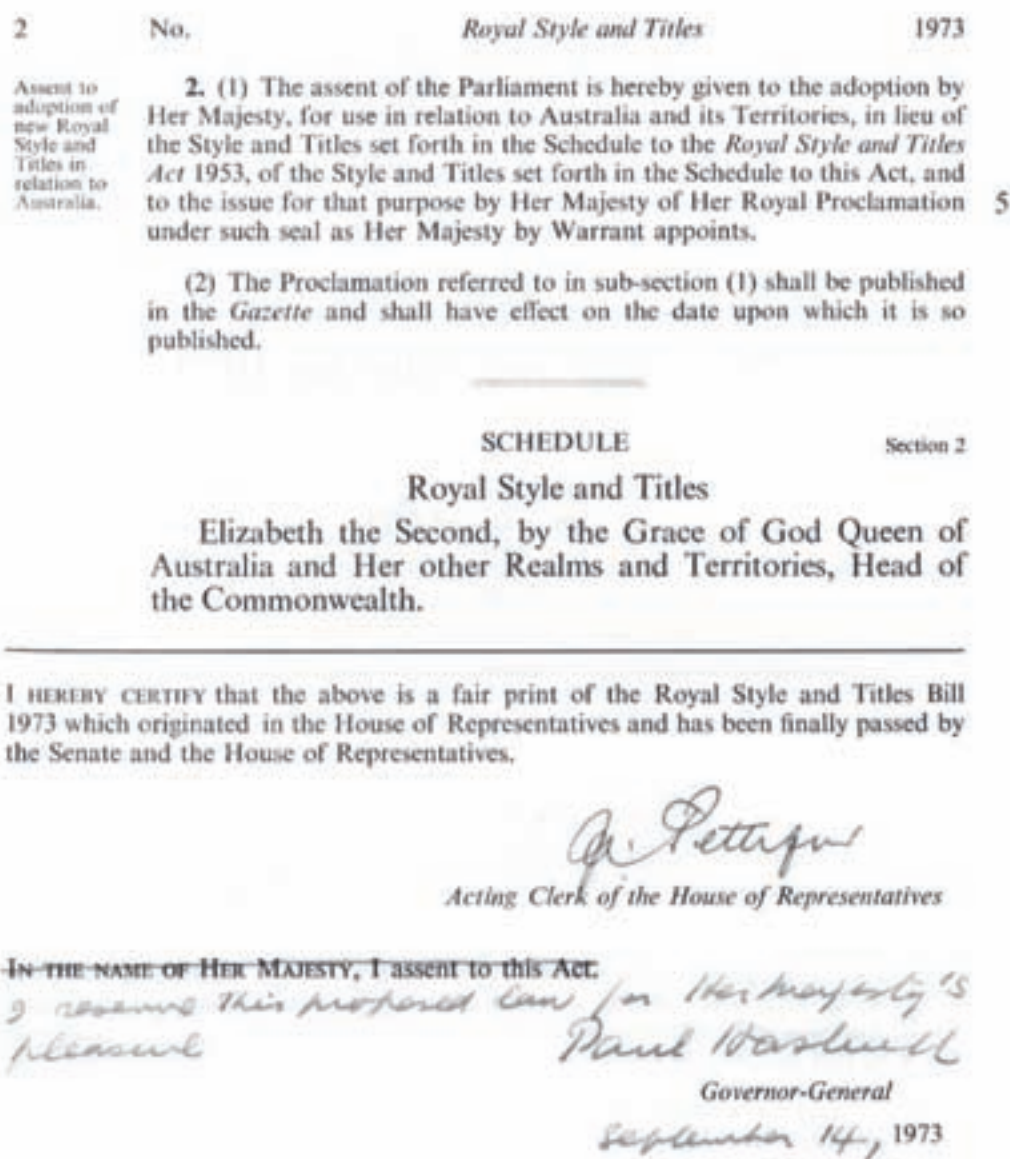 2 No. Royal Style and Titles 1973
Assent to
adoption of
new Royal
Style and
Titles in
relation to
Australia.
2. (1) The assent of the Parliament is hereby given to the adoption by
Her Majesty, for use in relation to Australia and its Territories, in lieu of
the Style and Titles set forth in the Schedule to the Royal Style and Titles
Act 1953, of the Style and Titles set forth in the Schedule to this Act, and
to the issue for that purpose by Her Majesty of Her Royal Proclamation 5
under such seal as Her Majesty by Warrant appoints.
(2) The Proclamation referred to in sub-section (1) shall be published
in the Gazette and shall have effect on the date upon which it is so
published.
SCHEDULE Section 2
Royal Style and Titles
Elizabeth the Second, by the Grace of God Queen of
Australia and Her other Realms and Territories, Head of
the Commonwealth.
I HEREBY CERTIFY that the above is a fair print of the Royal Style and Titles Bill
1973 which originated in the House of Representatives and has been finally passed by
the Senate and the House of Representatives.
Pettifer
Acting Clerk of the House of Representatives
IN THE NAME OF HER MAJESTY, I assent to this Act.
I reserve this proposed law for Her Majesty's
pleasure Paul Hasluck
Governor-General
September 14, 1973